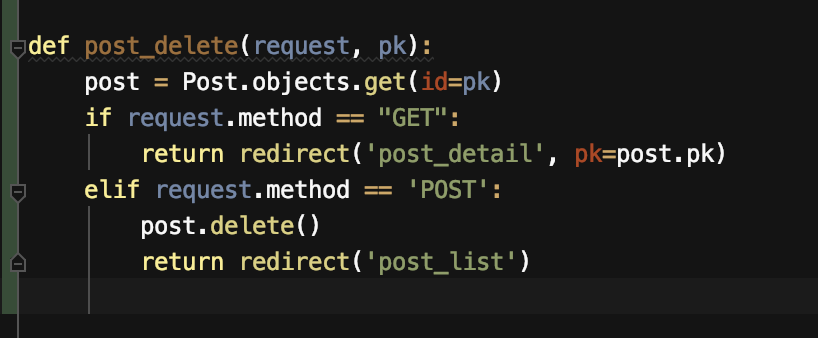 def post_delete(request, pk):
    post = Post.objects.get(id=pk)
    if request.method == "GET":
        return redirect('post_detail', pk=post.pk)
    elif request.method == 'POST':
        post.delete()
        return redirect('post_list')